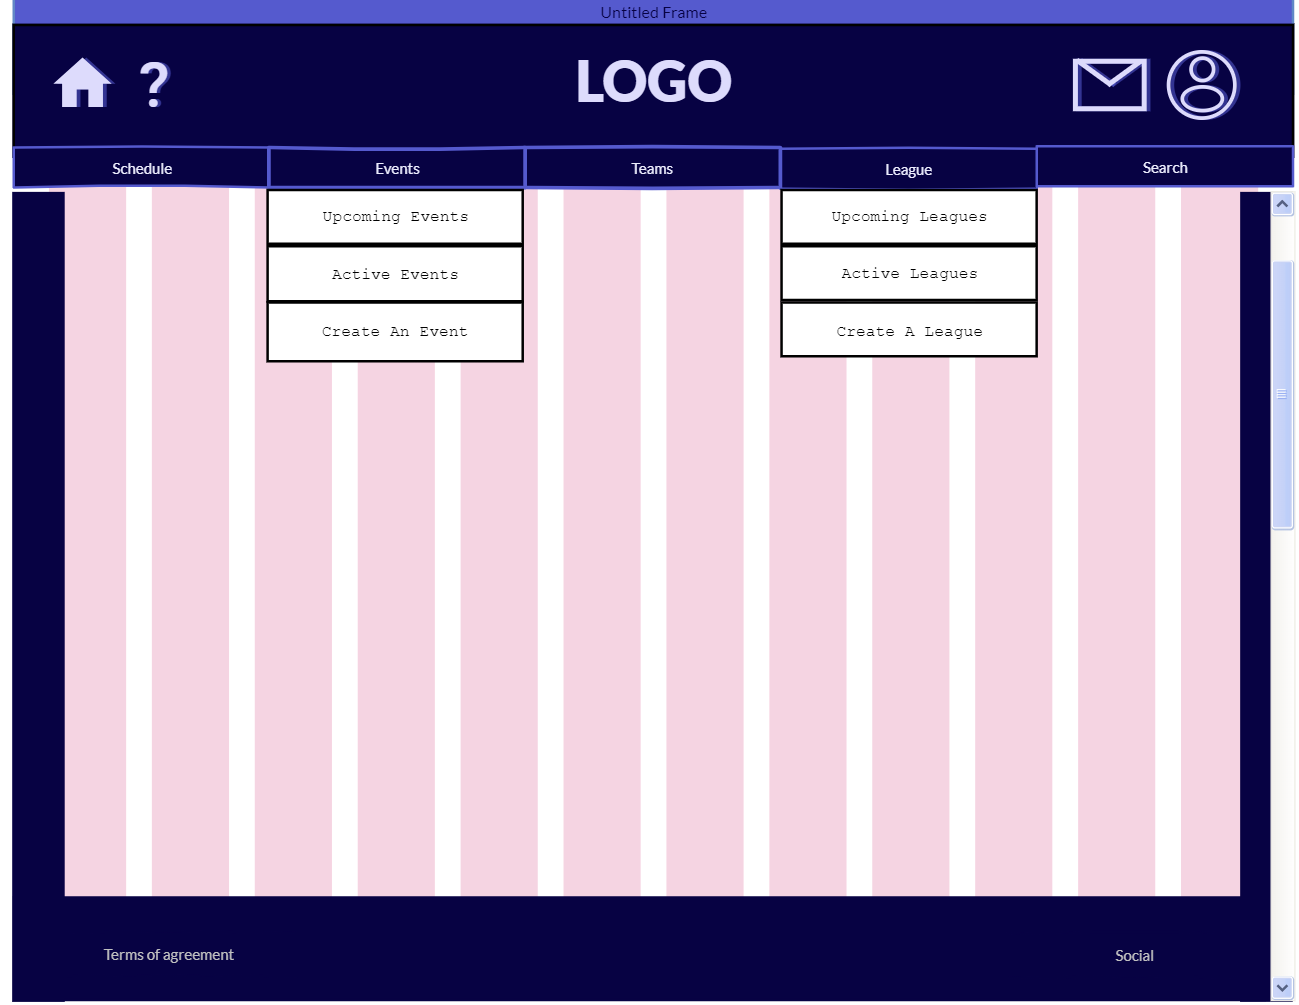 Untitled Frame
?
LOGO
Schedule
Events
Teams
League
Search
Upcoming Events
Upcoming Leagues
Active Events
Active Leagues
Create An Event
Create A League
Terms of agreement
Social